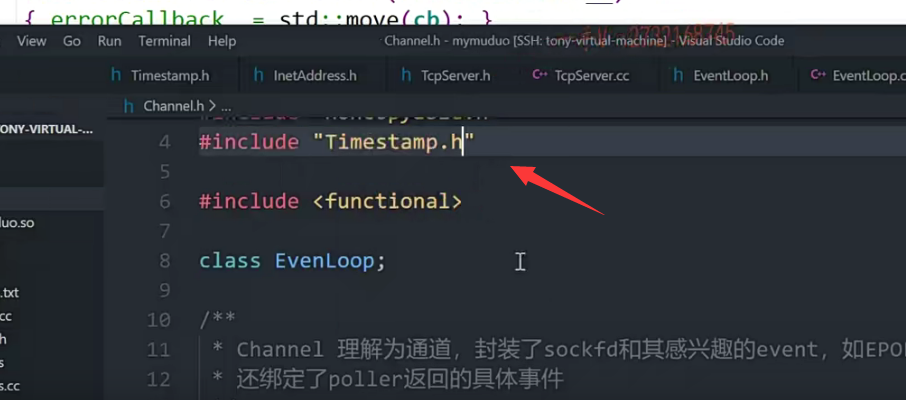 { errorCallback_ = std::move(cb); }
View Go Run Terminal Help Channel.h - mymuduo [SSH: tony-virtual-machine] - Visual Studio Code
Timestamp.h InetAddress.h TcpServer.h TcpServer.cc EventLoop.h EventLoop.c
Channel.h > ...
TONY-VIRTUAL-...
4 #include "Timestamp.h"
5
6 #include <functional>
uo.so
7
8 class EvenLoop;
9
.txt
10 /**
cc
11 * Channel 理解为通道，封装了sockfd和其感兴趣的event，如EPO
h
12 * 还绑定了poller返回的具体事件
s
s.cc